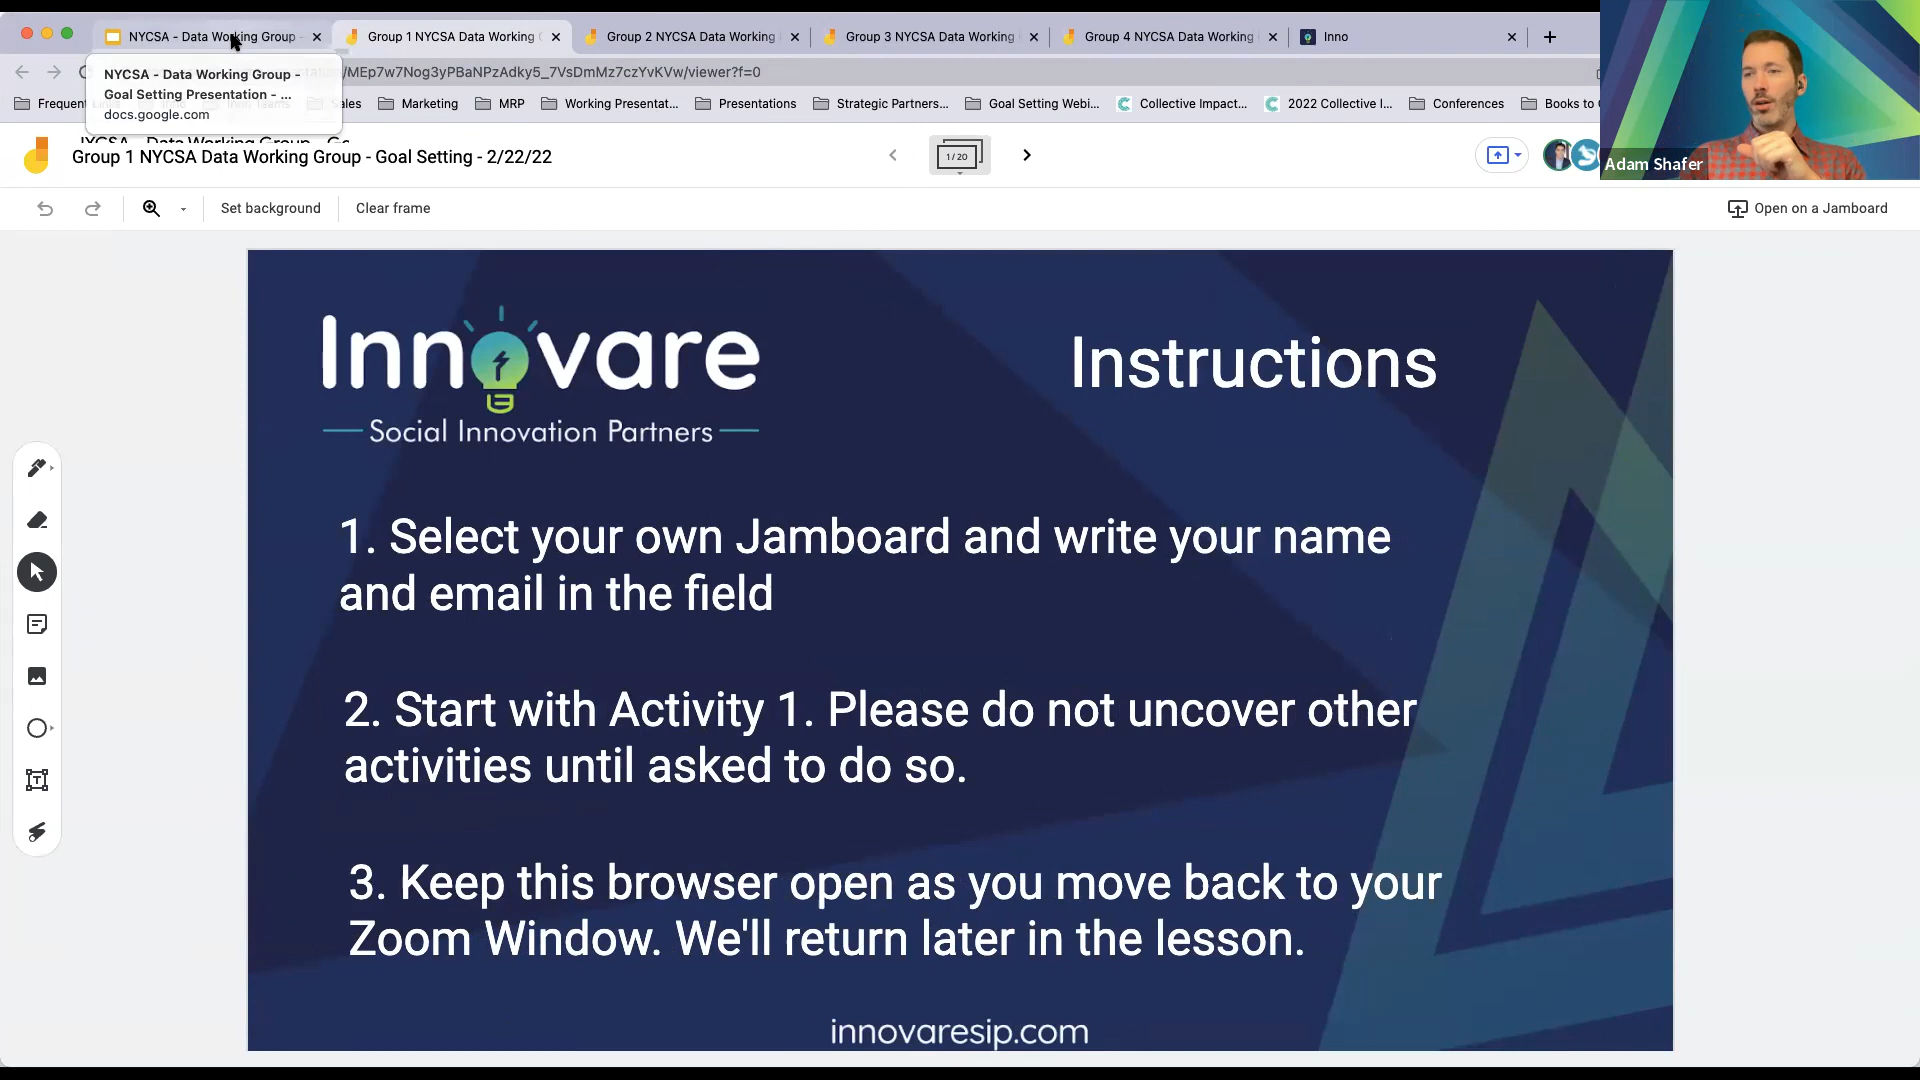 NYCSA - Data Working Group -
Group 1 NYCSA Data Working
Group 2 NYCSA Data Working
Group 3 NYCSA Data Working
Group 4 NYCSA Data Working
Inno
/MEp7w7Nog3yPBaNPzAdky5_7VsDmMz7czYvKVw/viewer?f=0
NYCSA - Data Working Group -
Goal Setting Presentation - ...
docs.google.com
Sales
Marketing
MRP
Working Presentat...
Presentations
Strategic Partners...
Goal Setting Webi...
Collective Impact...
2022 Collective I...
Conferences
Group 1 NYCSA Data Working Group - Goal Setting - 2/22/22
1 / 20
Adam Shafer
Set background
Clear frame
Open on a Jamboard
Innovare
Social Innovation Partners
Instructions
1. Select your own Jamboard and write your name
and email in the field
2. Start with Activity 1. Please do not uncover other
activities until asked to do so.
3. Keep this browser open as you move back to your
Zoom Window. We'll return later in the lesson.
innovaresip.com